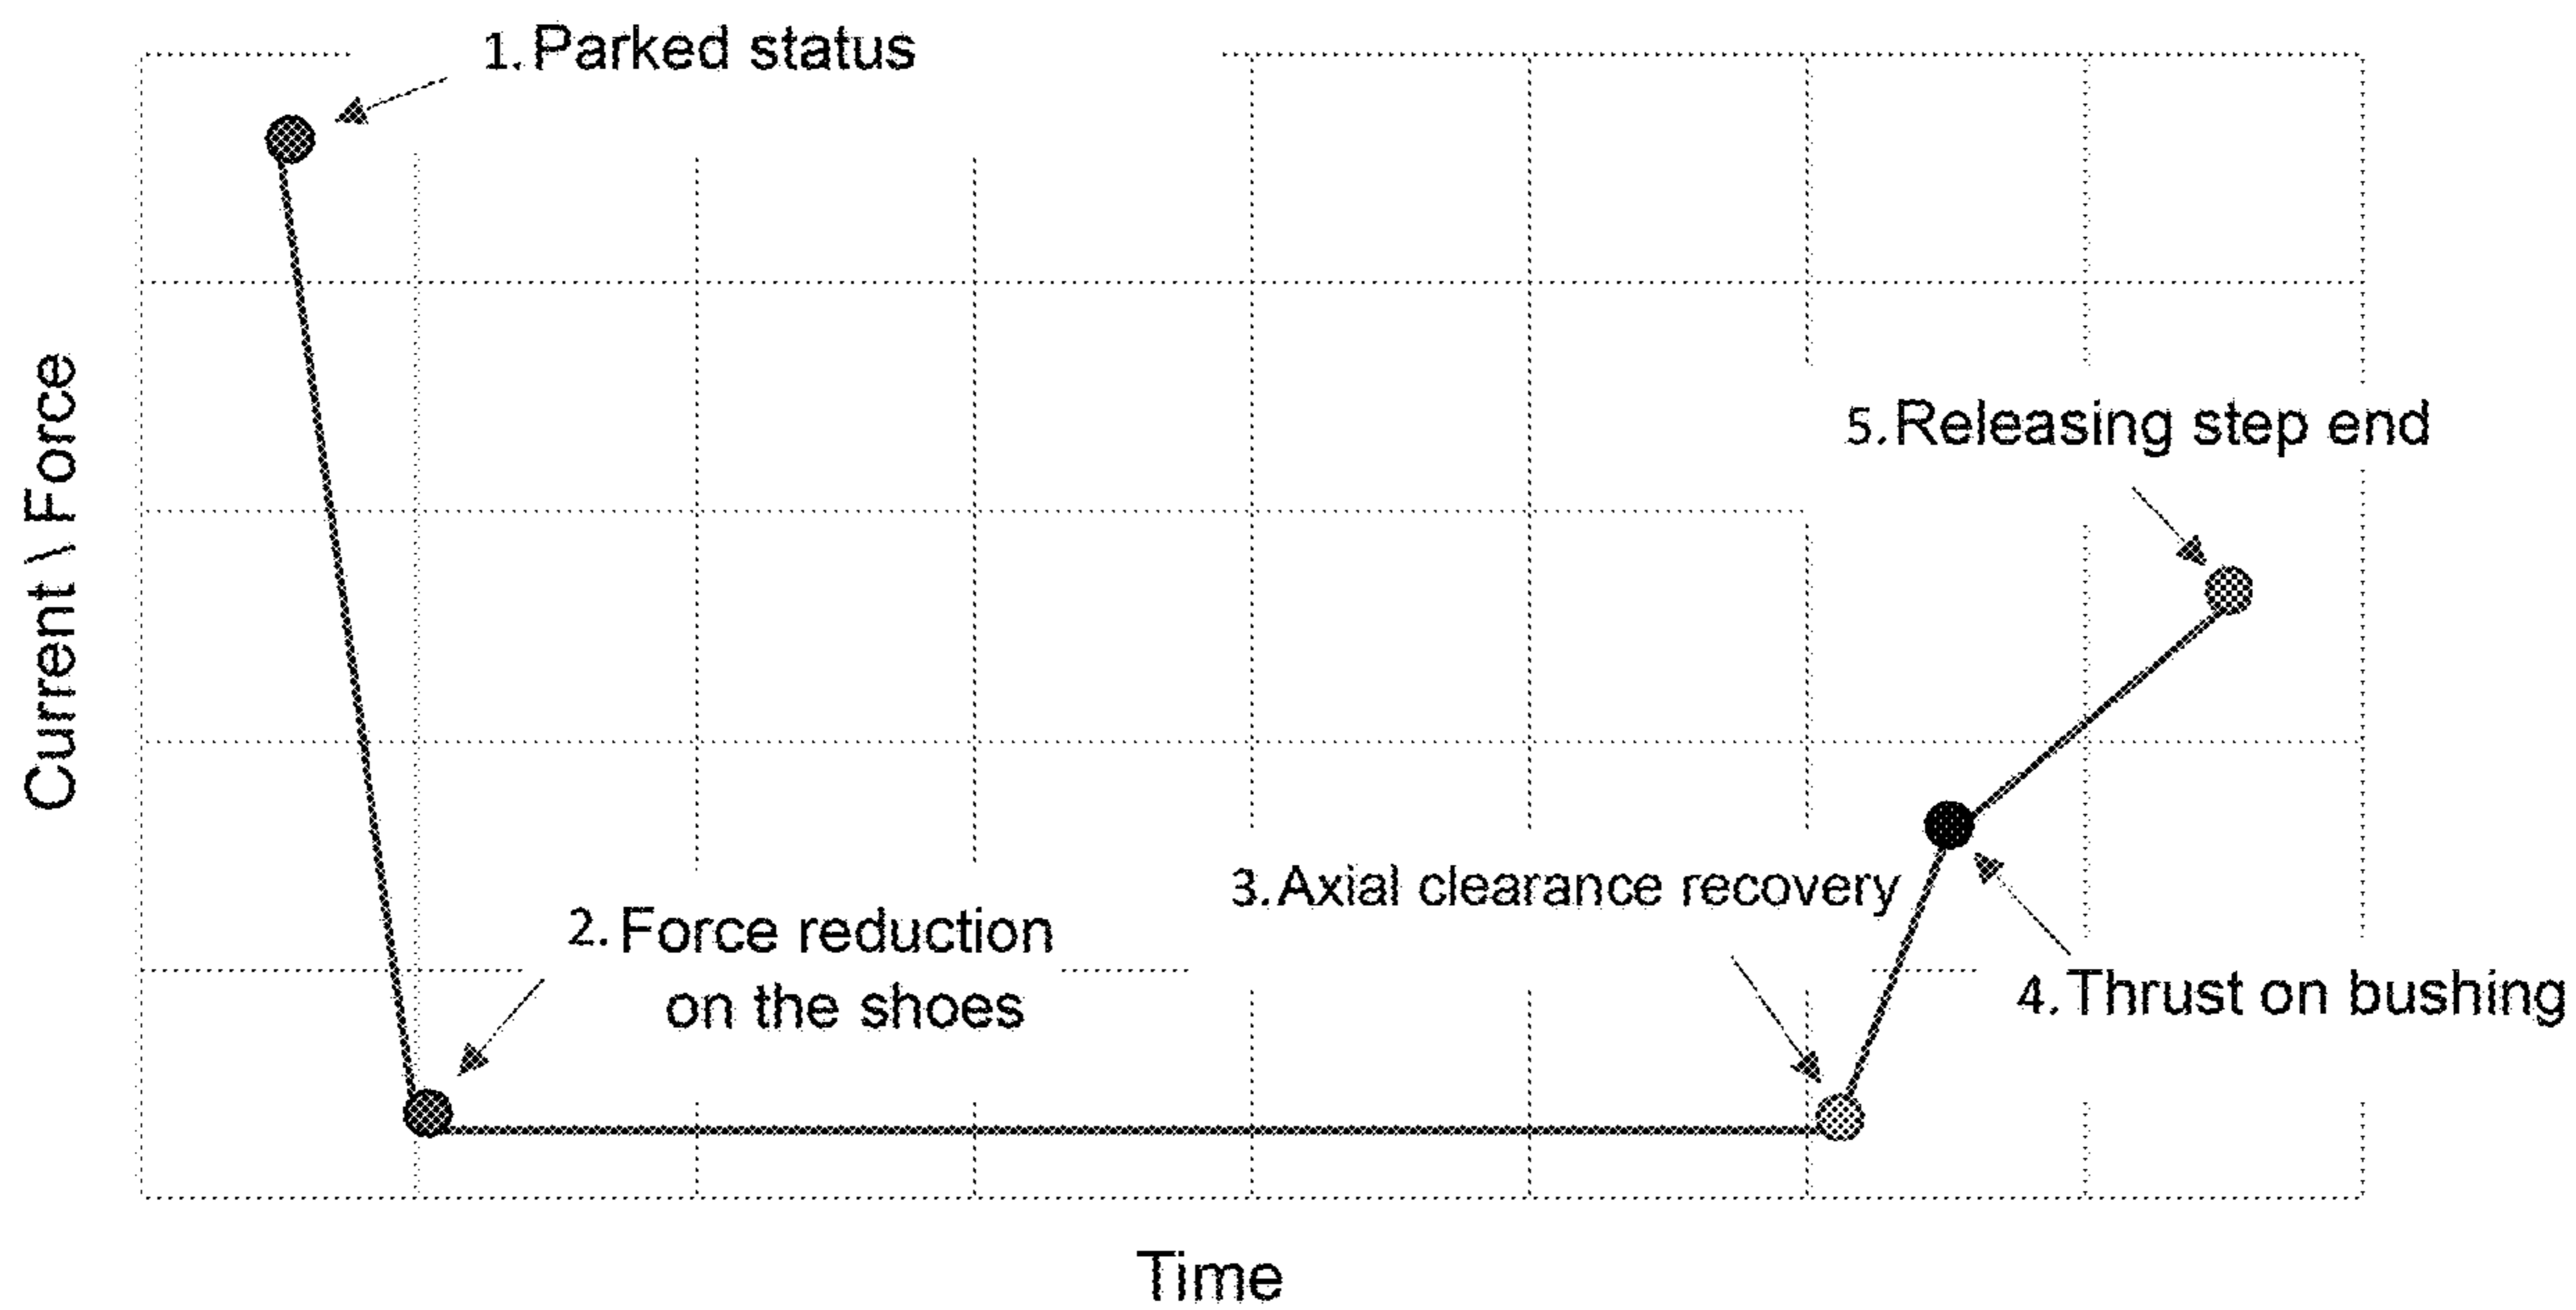 1. Parked status
5. Releasing step end
Current \ Force
3. Axial clearance recovery
2. Force reduction
on the shoes
4. Thrust on bushing
Time